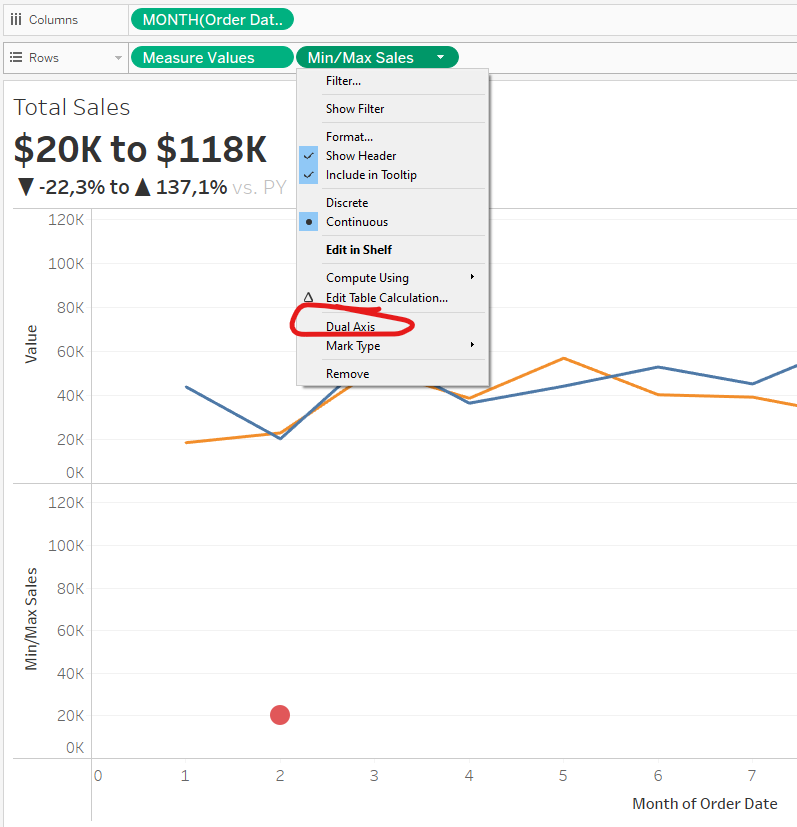 Columns
MONTH(Order Dat..
Rows
Measure Values
Min/Max Sales
Filter...
Show Filter
Format...
Show Header
Include in Tooltip
Discrete
Continuous
Edit in Shelf
Compute Using
Edit Table Calculation...
Dual Axis
Mark Type
Remove
Total Sales
$20K to $118K
▼ -22,3% to ▲ 137,1% vs. PY
120K
100K
80K
60K
40K
20K
0K
Value
120K
100K
80K
60K
40K
20K
0K
Min/Max Sales
0 1 2 3 4 5 6 7
Month of Order Date